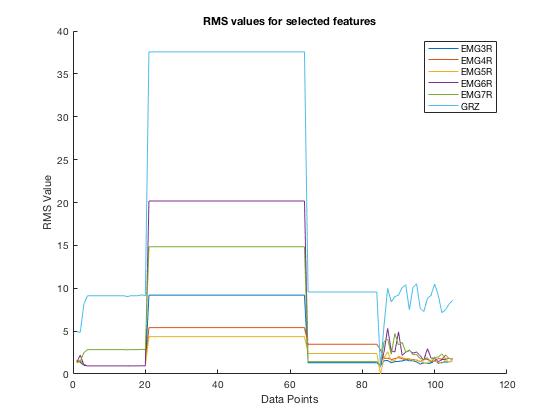 RMS values for selected features
40
35
30
25
20
15
10
5
0
RMS Value
0 20 40 60 80 100 120
Data Points
EMG3R
EMG4R
EMG5R
EMG6R
EMG7R
GRZ